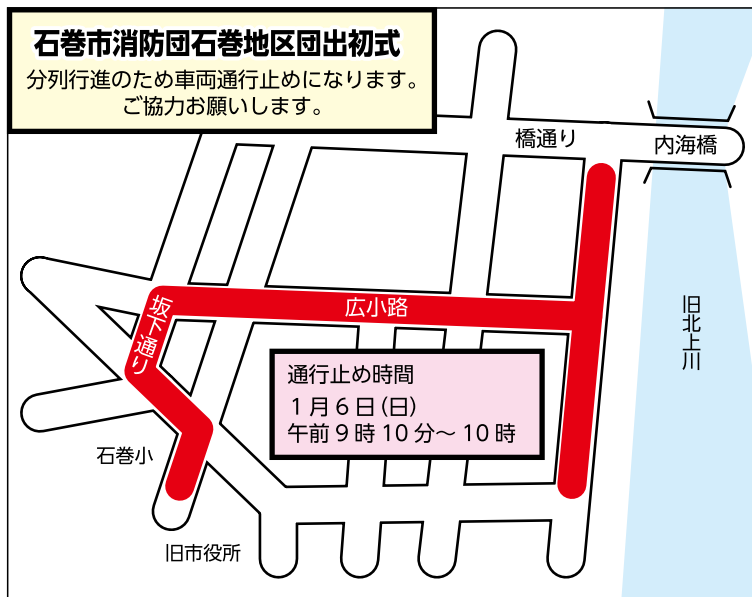 石巻市消防団石巻地区団出初式
分列行進のため車両通行止めになります。
ご協力お願いします。
橋通り
内海橋
坂下通り
広小路
旧北上川
通行止め時間
1月6日(日)
午前9時10分～10時
石巻小
旧市役所